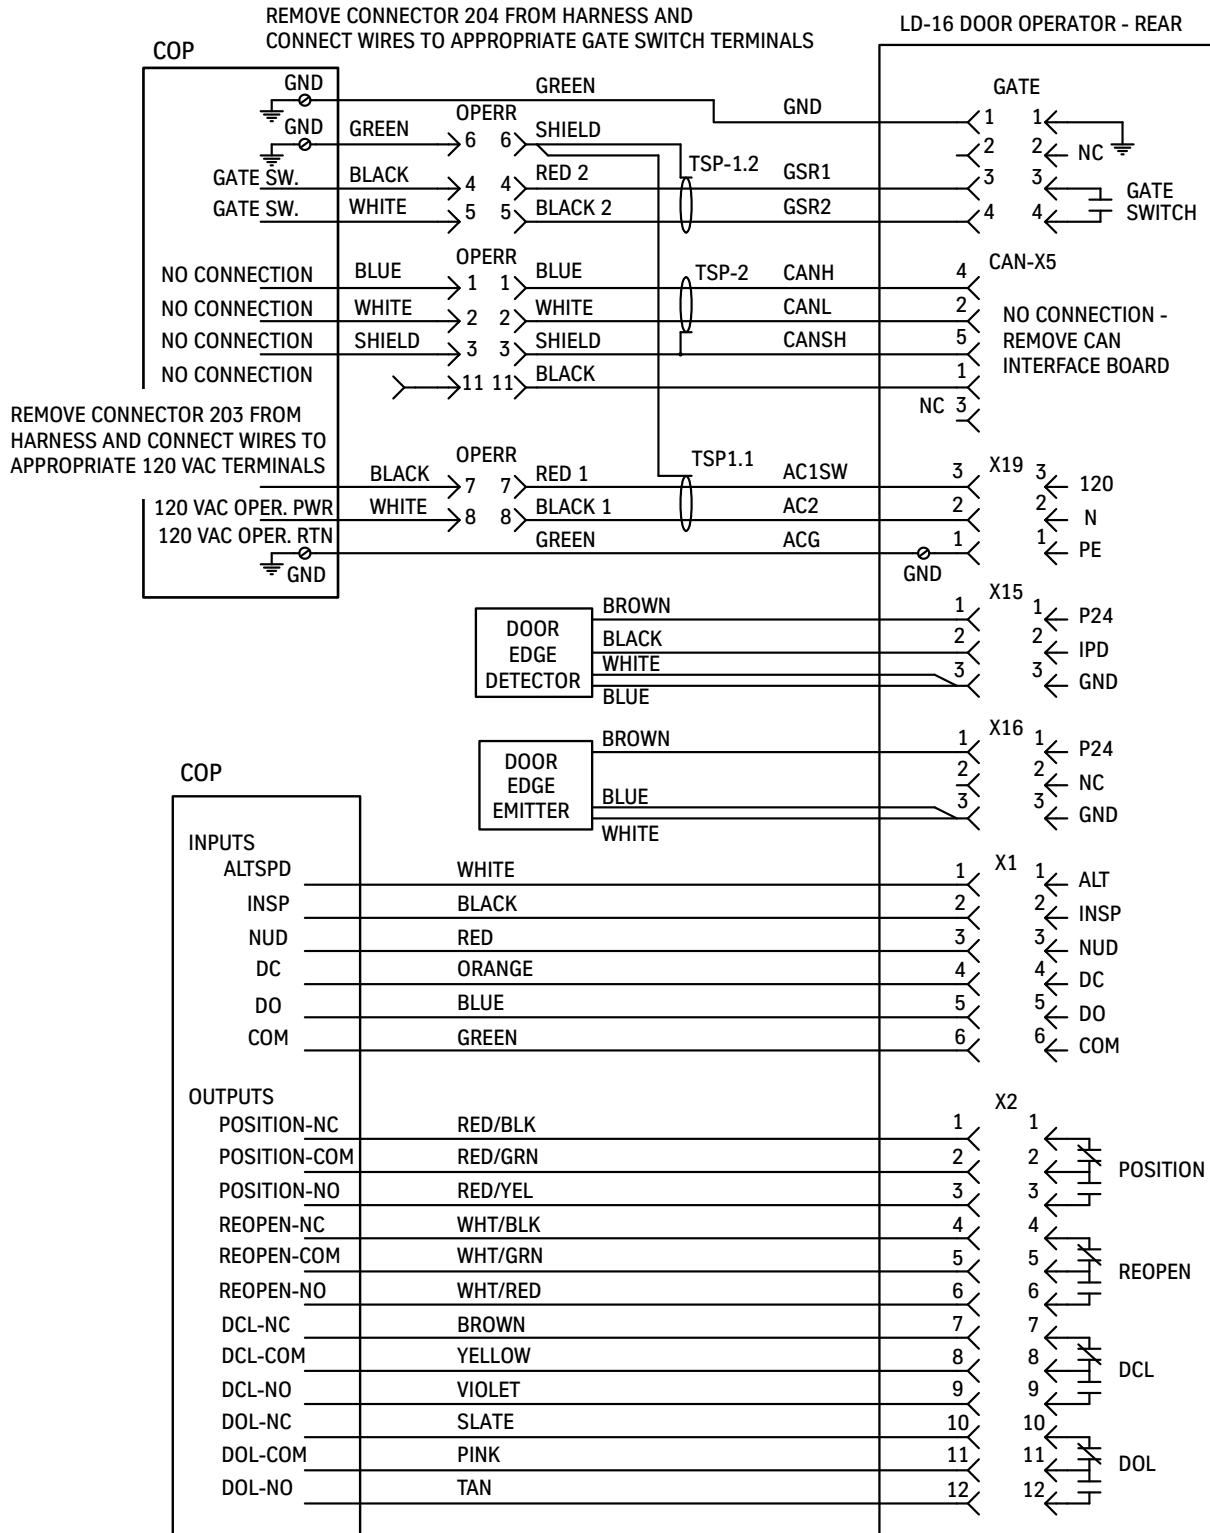 REMOVE CONNECTOR 204 FROM HARNESS AND
CONNECT WIRES TO APPROPRIATE GATE SWITCH TERMINALS
LD-16 DOOR OPERATOR - REAR
COP
GND GREEN GND GATE 1 1
GND GREEN 6 OPERR 6 SHIELD TSP-1.2 2 2 NC
GATE SW. BLACK 4 4 RED 2 GSR1 3 3
GATE SW. WHITE 5 5 BLACK 2 GSR2 4 4
GATE
SWITCH
OPERR
NO CONNECTION BLUE 1 1 BLUE TSP-2 CANH 4 CAN-X5
NO CONNECTION WHITE 2 2 WHITE CANL 2
NO CONNECTION SHIELD 3 3 SHIELD CANSH 5
NO CONNECTION 11 11 BLACK 1
NC 3
NO CONNECTION -
REMOVE CAN
INTERFACE BOARD
REMOVE CONNECTOR 203 FROM
HARNESS AND CONNECT WIRES TO
APPROPRIATE 120 VAC TERMINALS
OPERR TSP1.1 X19
BLACK 7 7 RED 1 AC1SW 3 3 120
120 VAC OPER. PWR WHITE 8 8 BLACK 1 AC2 2 2 N
120 VAC OPER. RTN GREEN ACG 1 1 PE
GND GND
X15
DOOR
EDGE
DETECTOR
BROWN 1 1 P24
BLACK 2 2 IPD
WHITE 3 3 GND
BLUE
X16
DOOR
EDGE
EMITTER
BROWN 1 1 P24
2 2 NC
BLUE 3 3 GND
WHITE
COP
INPUTS
X1
ALTSPD WHITE 1 1 ALT
INSP BLACK 2 2 INSP
NUD RED 3 3 NUD
DC ORANGE 4 4 DC
DO BLUE 5 5 DO
COM GREEN 6 6 COM
OUTPUTS
X2
POSITION-NC RED/BLK 1 1
POSITION-COM RED/GRN 2 2 POSITION
POSITION-NO RED/YEL 3 3
REOPEN-NC WHT/BLK 4 4
REOPEN-COM WHT/GRN 5 5 REOPEN
REOPEN-NO WHT/RED 6 6
DCL-NC BROWN 7 7
DCL-COM YELLOW 8 8 DCL
DCL-NO VIOLET 9 9
DOL-NC SLATE 10 10
DOL-COM PINK 11 11 DOL
DOL-NO TAN 12 12